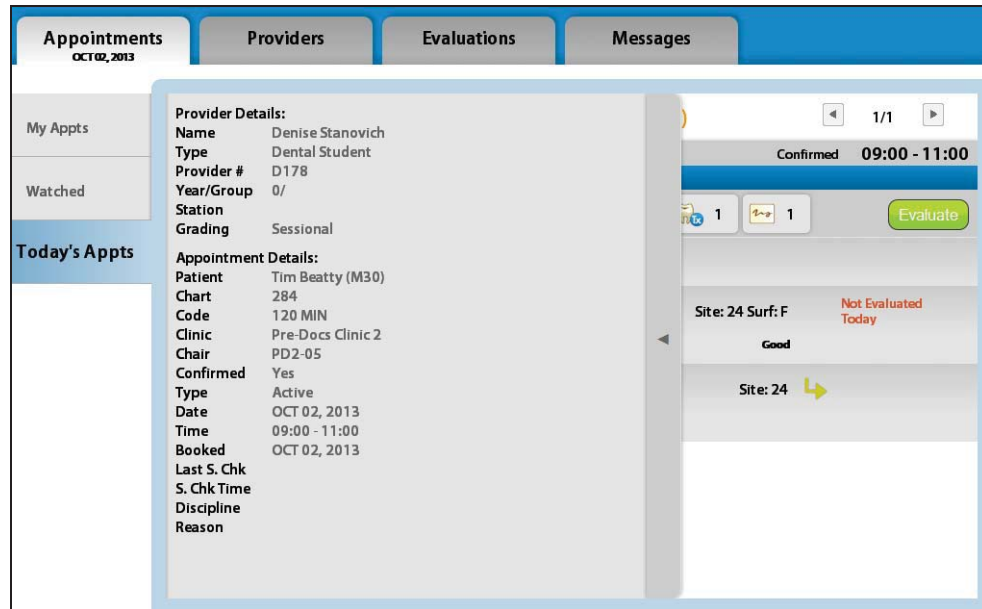 Appointments
OCT 02, 2013
Providers
Evaluations
Messages
My Appts
Watched
Today's Appts
Provider Details:
Name Denise Stanovich
Type Dental Student
Provider # D178
Year/Group 0/
Station
Grading Sessional
Appointment Details:
Patient Tim Beatty (M30)
Chart 284
Code 120 MIN
Clinic Pre-Docs Clinic 2
Chair PD2-05
Confirmed Yes
Type Active
Date OCT 02, 2013
Time 09:00 - 11:00
Booked OCT 02, 2013
Last S. Chk
S. Chk Time
Discipline
Reason
)
1/1
Confirmed 09:00 - 11:00
Tx 1
1
Evaluate
Site: 24 Surf: F
Not Evaluated
Today
Good
Site: 24